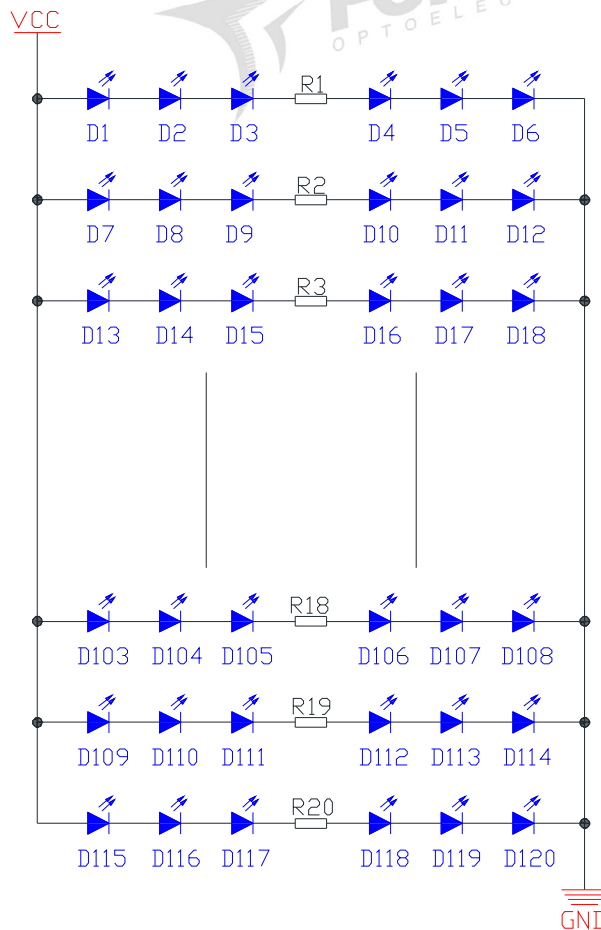 VCC
R1
D1 D2 D3 D4 D5 D6
R2
D7 D8 D9 D10 D11 D12
R3
D13 D14 D15 D16 D17 D18
R18
D103 D104 D105 D106 D107 D108
R19
D109 D110 D111 D112 D113 D114
R20
D115 D116 D117 D118 D119 D120